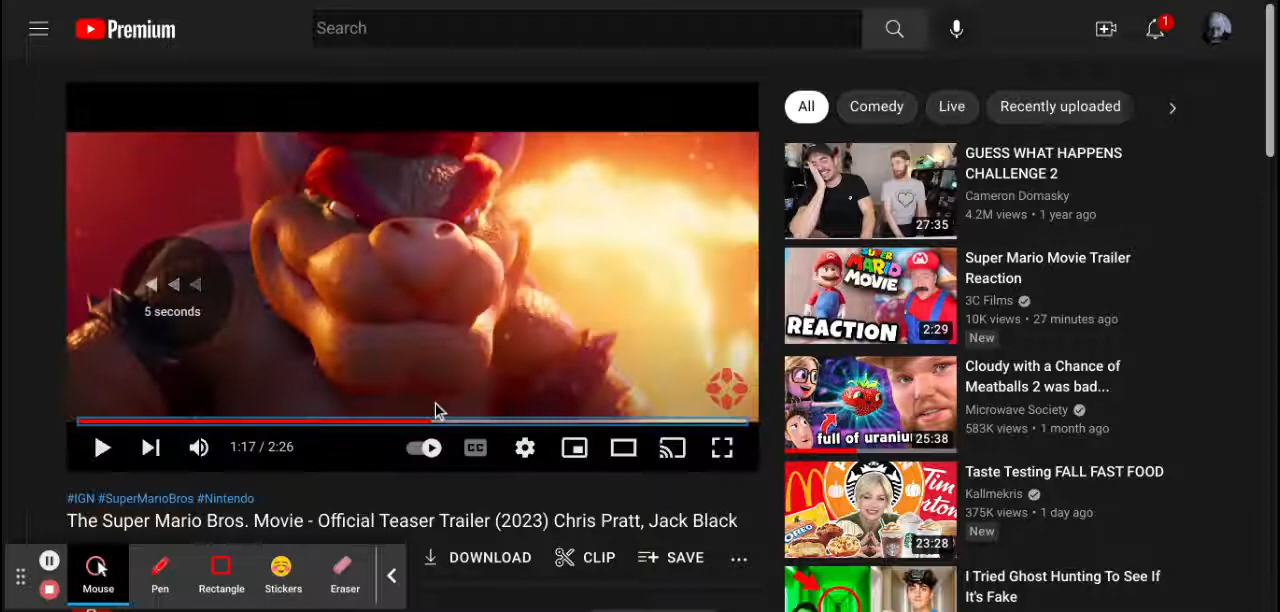 Premium
Search
1
All
Comedy
Live
Recently uploaded
GUESS WHAT HAPPENS
CHALLENGE 2
Cameron Domasky
4.2M views • 1 year ago
27:35
SUPER
MARIO
MOVIE
REACTION
2:29
Super Mario Movie Trailer
Reaction
3C Films
10K views • 27 minutes ago
New
5 seconds
full of uraniu
25:38
Cloudy with a Chance of
Meatballs 2 was bad...
Microwave Society
583K views • 1 month ago
1:17 / 2:26
CC
Tim
Horton
OREO
23:28
Taste Testing FALL FAST FOOD
Kallmekris
375K views • 1 day ago
New
#IGN #SuperMarioBros #Nintendo
The Super Mario Bros. Movie - Official Teaser Trailer (2023) Chris Pratt, Jack Black
DOWNLOAD
CLIP
SAVE
Mouse
Pen
Rectangle
Stickers
Eraser
I Tried Ghost Hunting To See If
It's Fake